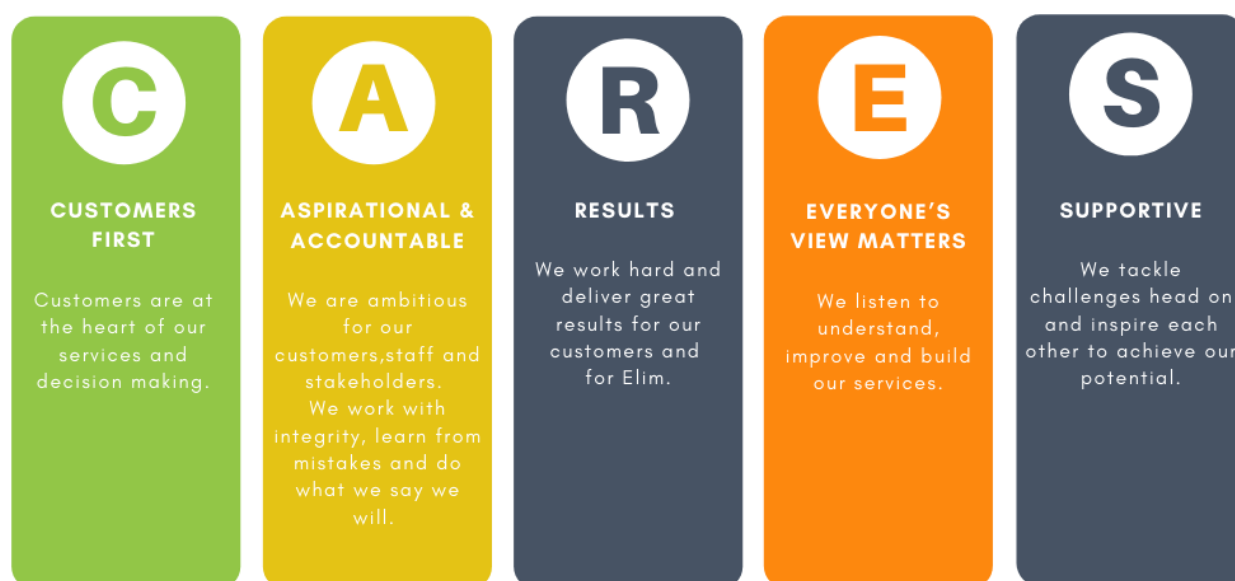 C
CUSTOMERS
FIRST
Customers are at
the heart of our
services and
decision making.
A
ASPIRATIONAL &
ACCOUNTABLE
We are ambitious
for our
customers,staff and
stakeholders.
We work with
integrity, learn from
mistakes and do
what we say we
will.
R
RESULTS
We work hard and
deliver great
results for our
customers and
for Elim.
E
EVERYONE’S
VIEW MATTERS
We listen to
understand,
improve and build
our services.
S
SUPPORTIVE
We tackle
challenges head on
and inspire each
other to achieve our
potential.